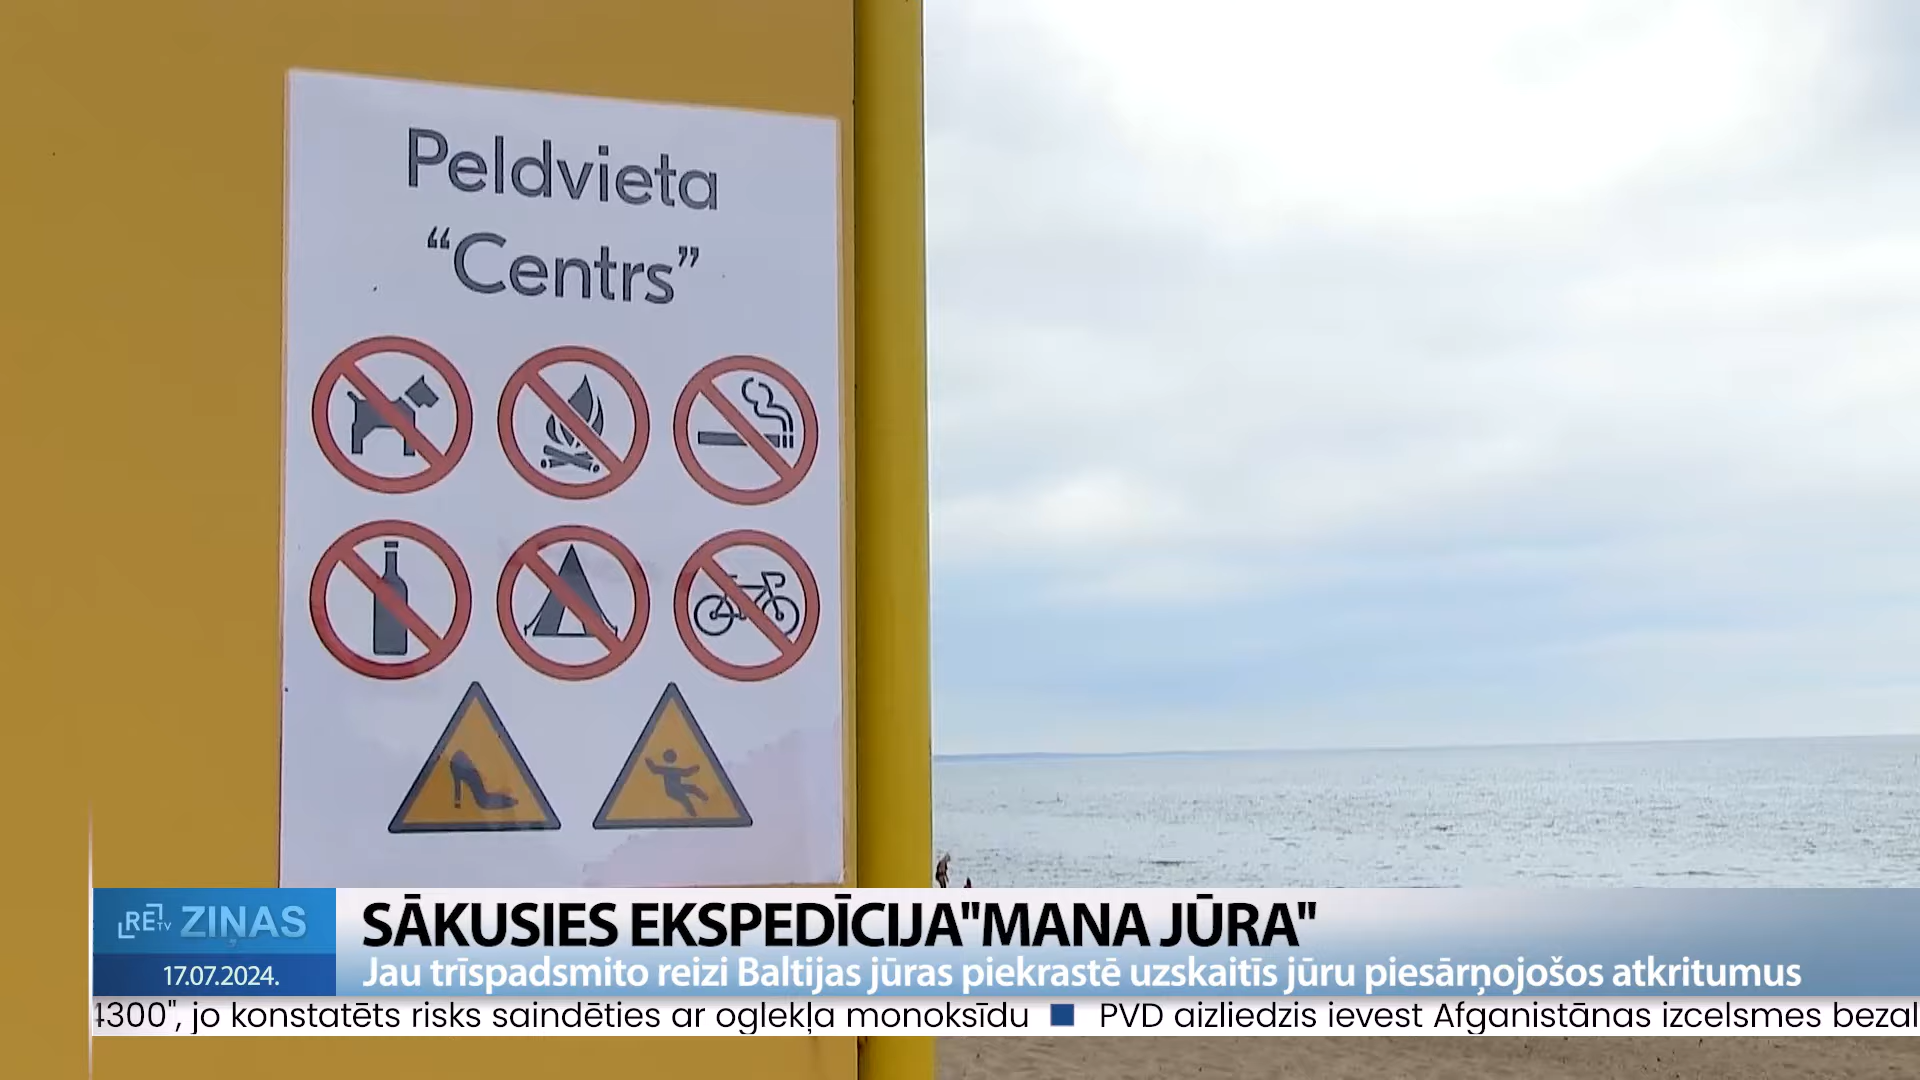 Peldvieta
“Centrs”
RE TV ZIŅAS
17.07.2024.
SĀKUSIES EKSPEDĪCIJA"MANA JŪRA"
Jau trīspadsmito reizi Baltijas jūras piekrastē uzskaitīs jūru piesārņojošos atkritumus
4300", jo konstatēts risks saindēties ar oglekļa monoksīdu ■ PVD aizliedzis ievest Afganistānas izcelsmes bezal